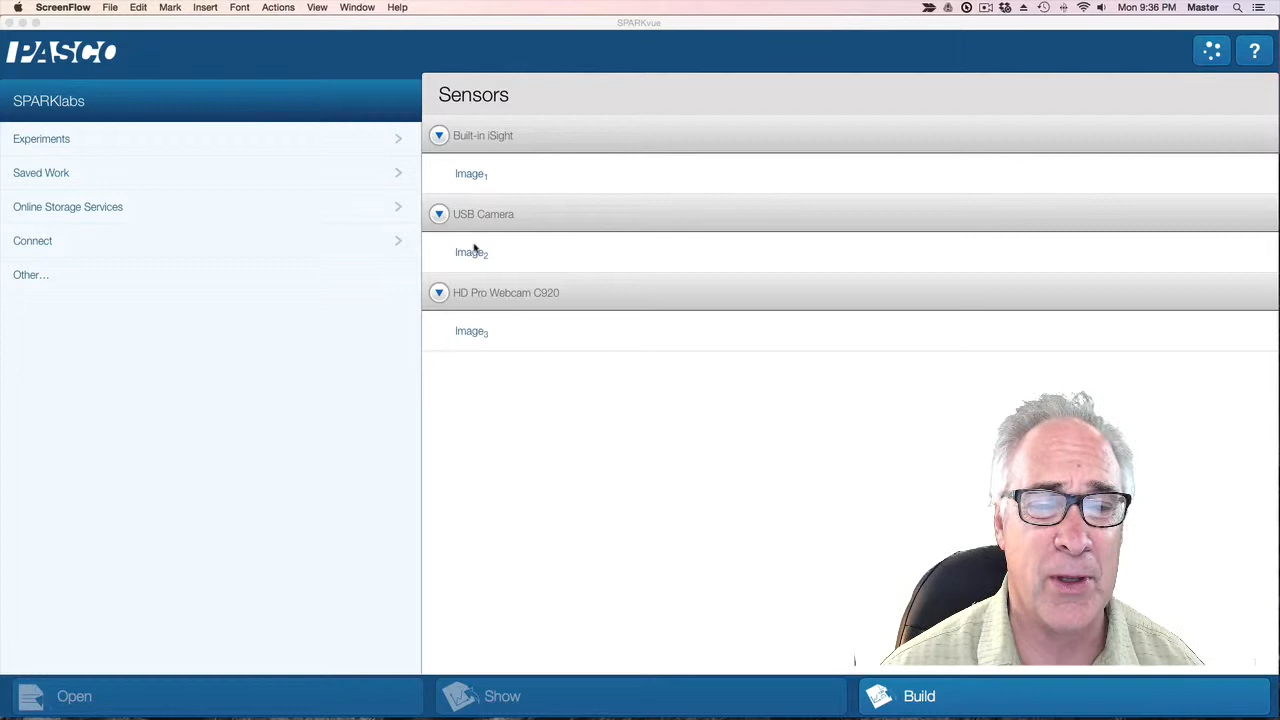 ScreenFlow File Edit Mark Insert Font Actions View Window Help Mon 9:36 PM Master
SPARKvue
PASCO
?
SPARKlabs
Experiments
Saved Work
Online Storage Services
Connect
Other...
Sensors
Built-in iSight
Image1
USB Camera
Image2
HD Pro Webcam C920
Image3
Open
Show
Build